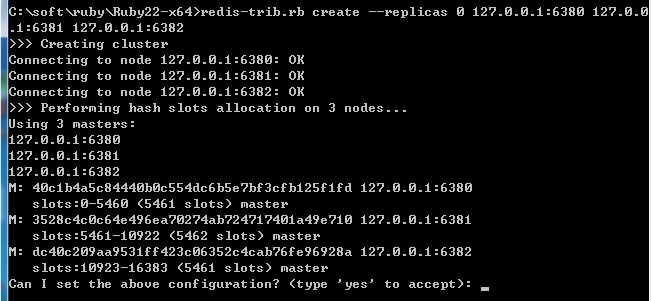 C:\soft\ruby\Ruby22-x64>redis-trib.rb create --replicas 0 127.0.0.1:6380 127.0.0
.1:6381 127.0.0.1:6382
>>> Creating cluster
Connecting to node 127.0.0.1:6380: OK
Connecting to node 127.0.0.1:6381: OK
Connecting to node 127.0.0.1:6382: OK
>>> Performing hash slots allocation on 3 nodes...
Using 3 masters:
127.0.0.1:6380
127.0.0.1:6381
127.0.0.1:6382
M: 40c1b4a5c84440b0c554dc6b5e7bf3cfb125f1fd 127.0.0.1:6380
   slots:0-5460 (5461 slots) master
M: 3528c4c0c64e496ea70274ab724717401a49e710 127.0.0.1:6381
   slots:5461-10922 (5462 slots) master
M: dc40c209aa9531ff423c06352c4cab76fe96928a 127.0.0.1:6382
   slots:10923-16383 (5461 slots) master
Can I set the above configuration? (type 'yes' to accept): _